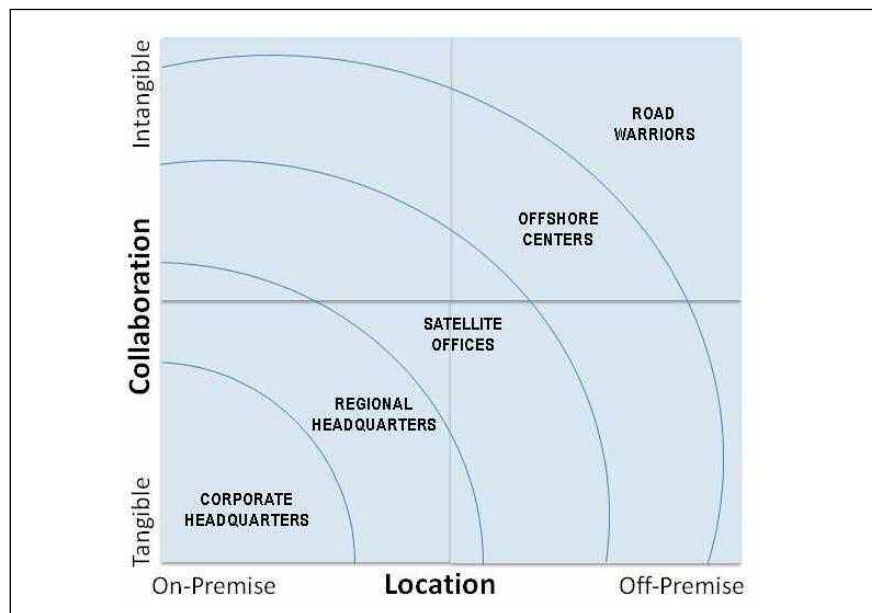 Intangible
ROAD
WARRIORS
OFFSHORE
CENTERS
Collaboration
SATELLITE
OFFICES
REGIONAL
HEADQUARTERS
CORPORATE
HEADQUARTERS
Tangible
On-Premise
Location
Off-Premise